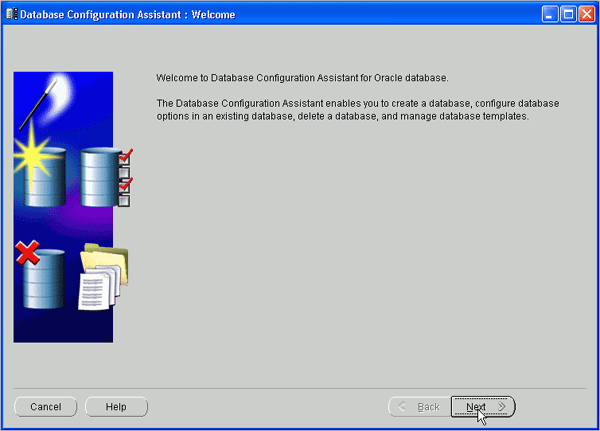 Database Configuration Assistant : Welcome
Welcome to Database Configuration Assistant for Oracle database.
The Database Configuration Assistant enables you to create a database, configure database
options in an existing database, delete a database, and manage database templates.
Cancel
Help
Back
Next